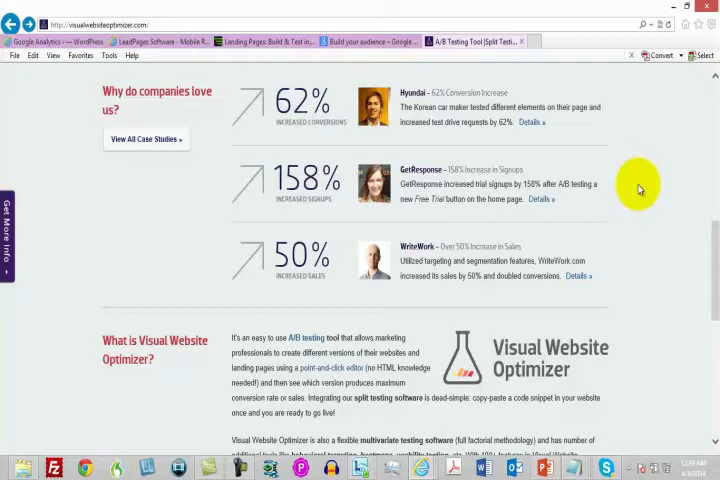 http://visualwebsiteoptimizer.com/
Google Analytics ‹ — WordPress
LeadPages Software - Mobile R...
Landing Pages: Build & Test in...
Build your audience – Google ...
A/B Testing Tool [Split Testi...
File Edit View Favorites Tools Help
Convert
Select
Why do companies love us?
View All Case Studies »
62%
INCREASED CONVERSIONS
Hyundai - 62% Conversion Increase
The Korean car maker tested different elements on their page and
increased test drive requests by 62%. Details »
158%
INCREASED SIGNUPS
GetResponse - 158% Increase in Signups
GetResponse increased trial signups by 158% after A/B testing a
new Free Trial button on the home page. Details »
50%
INCREASED SALES
WriteWork - Over 50% Increase in Sales
Utilized targeting and segmentation features, WriteWork.com
increased its sales by 50% and doubled conversions. Details »
Get More Info
What is Visual Website
Optimizer?
It's an easy to use A/B testing tool that allows marketing
professionals to create different versions of their websites and
landing pages using a point-and-click editor (no HTML knowledge
needed!) and then see which version produces maximum
conversion rate or sales. Integrating our split testing software is dead-simple: copy-paste a code snippet in your website
once and you are ready to go live!
Visual Website
Optimizer
Visual Website Optimizer is also a flexible multivariate testing software (full factorial methodology) and has number of